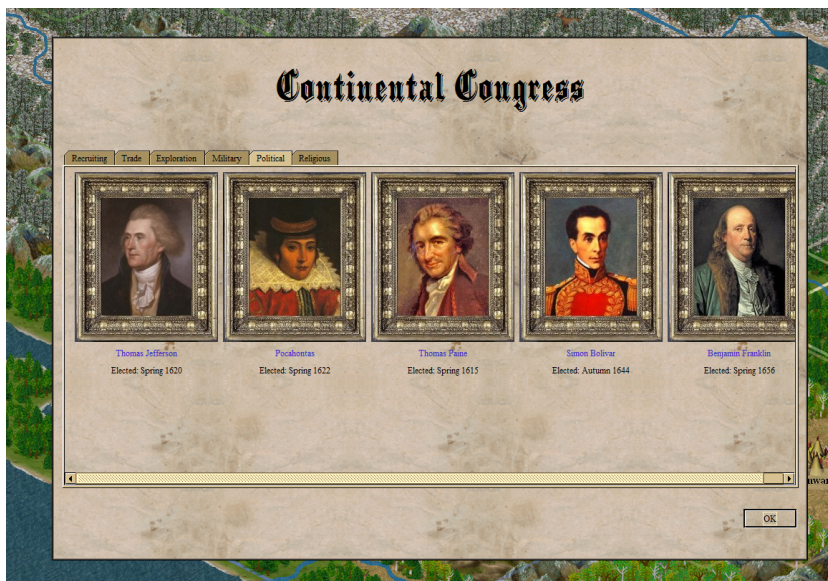 Continental Congress
Recruiting Trade Exploration Military Political Religious
Thomas Jefferson Pocahontas Thomas Paine Simon Bolivar Benjamin Franklin
Elected: Spring 1620 Elected: Spring 1622 Elected: Spring 1615 Elected: Autumn 1644 Elected: Spring 1656
OK